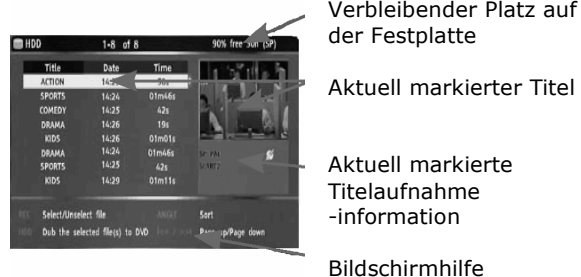 Verbleibender Platz auf
der Festplatte
HDD 1-8 of 8 90% free (SP)
Title Date Time
ACTION
SPORTS 14:24 01m46s
COMEDY 14:25 42s
DRAMA 14:26 19s
KIDS 14:26 01m01s
DRAMA 14:24 01m46s
SPORTS 14:25 42s
KIDS 14:29 01m11s
Select/Unselect file Sort
Dub the selected file(s) to DVD Page up/Page down
Aktuell markierter Titel
Aktuell markierte
Titelaufnahme
-information
Bildschirmhilfe